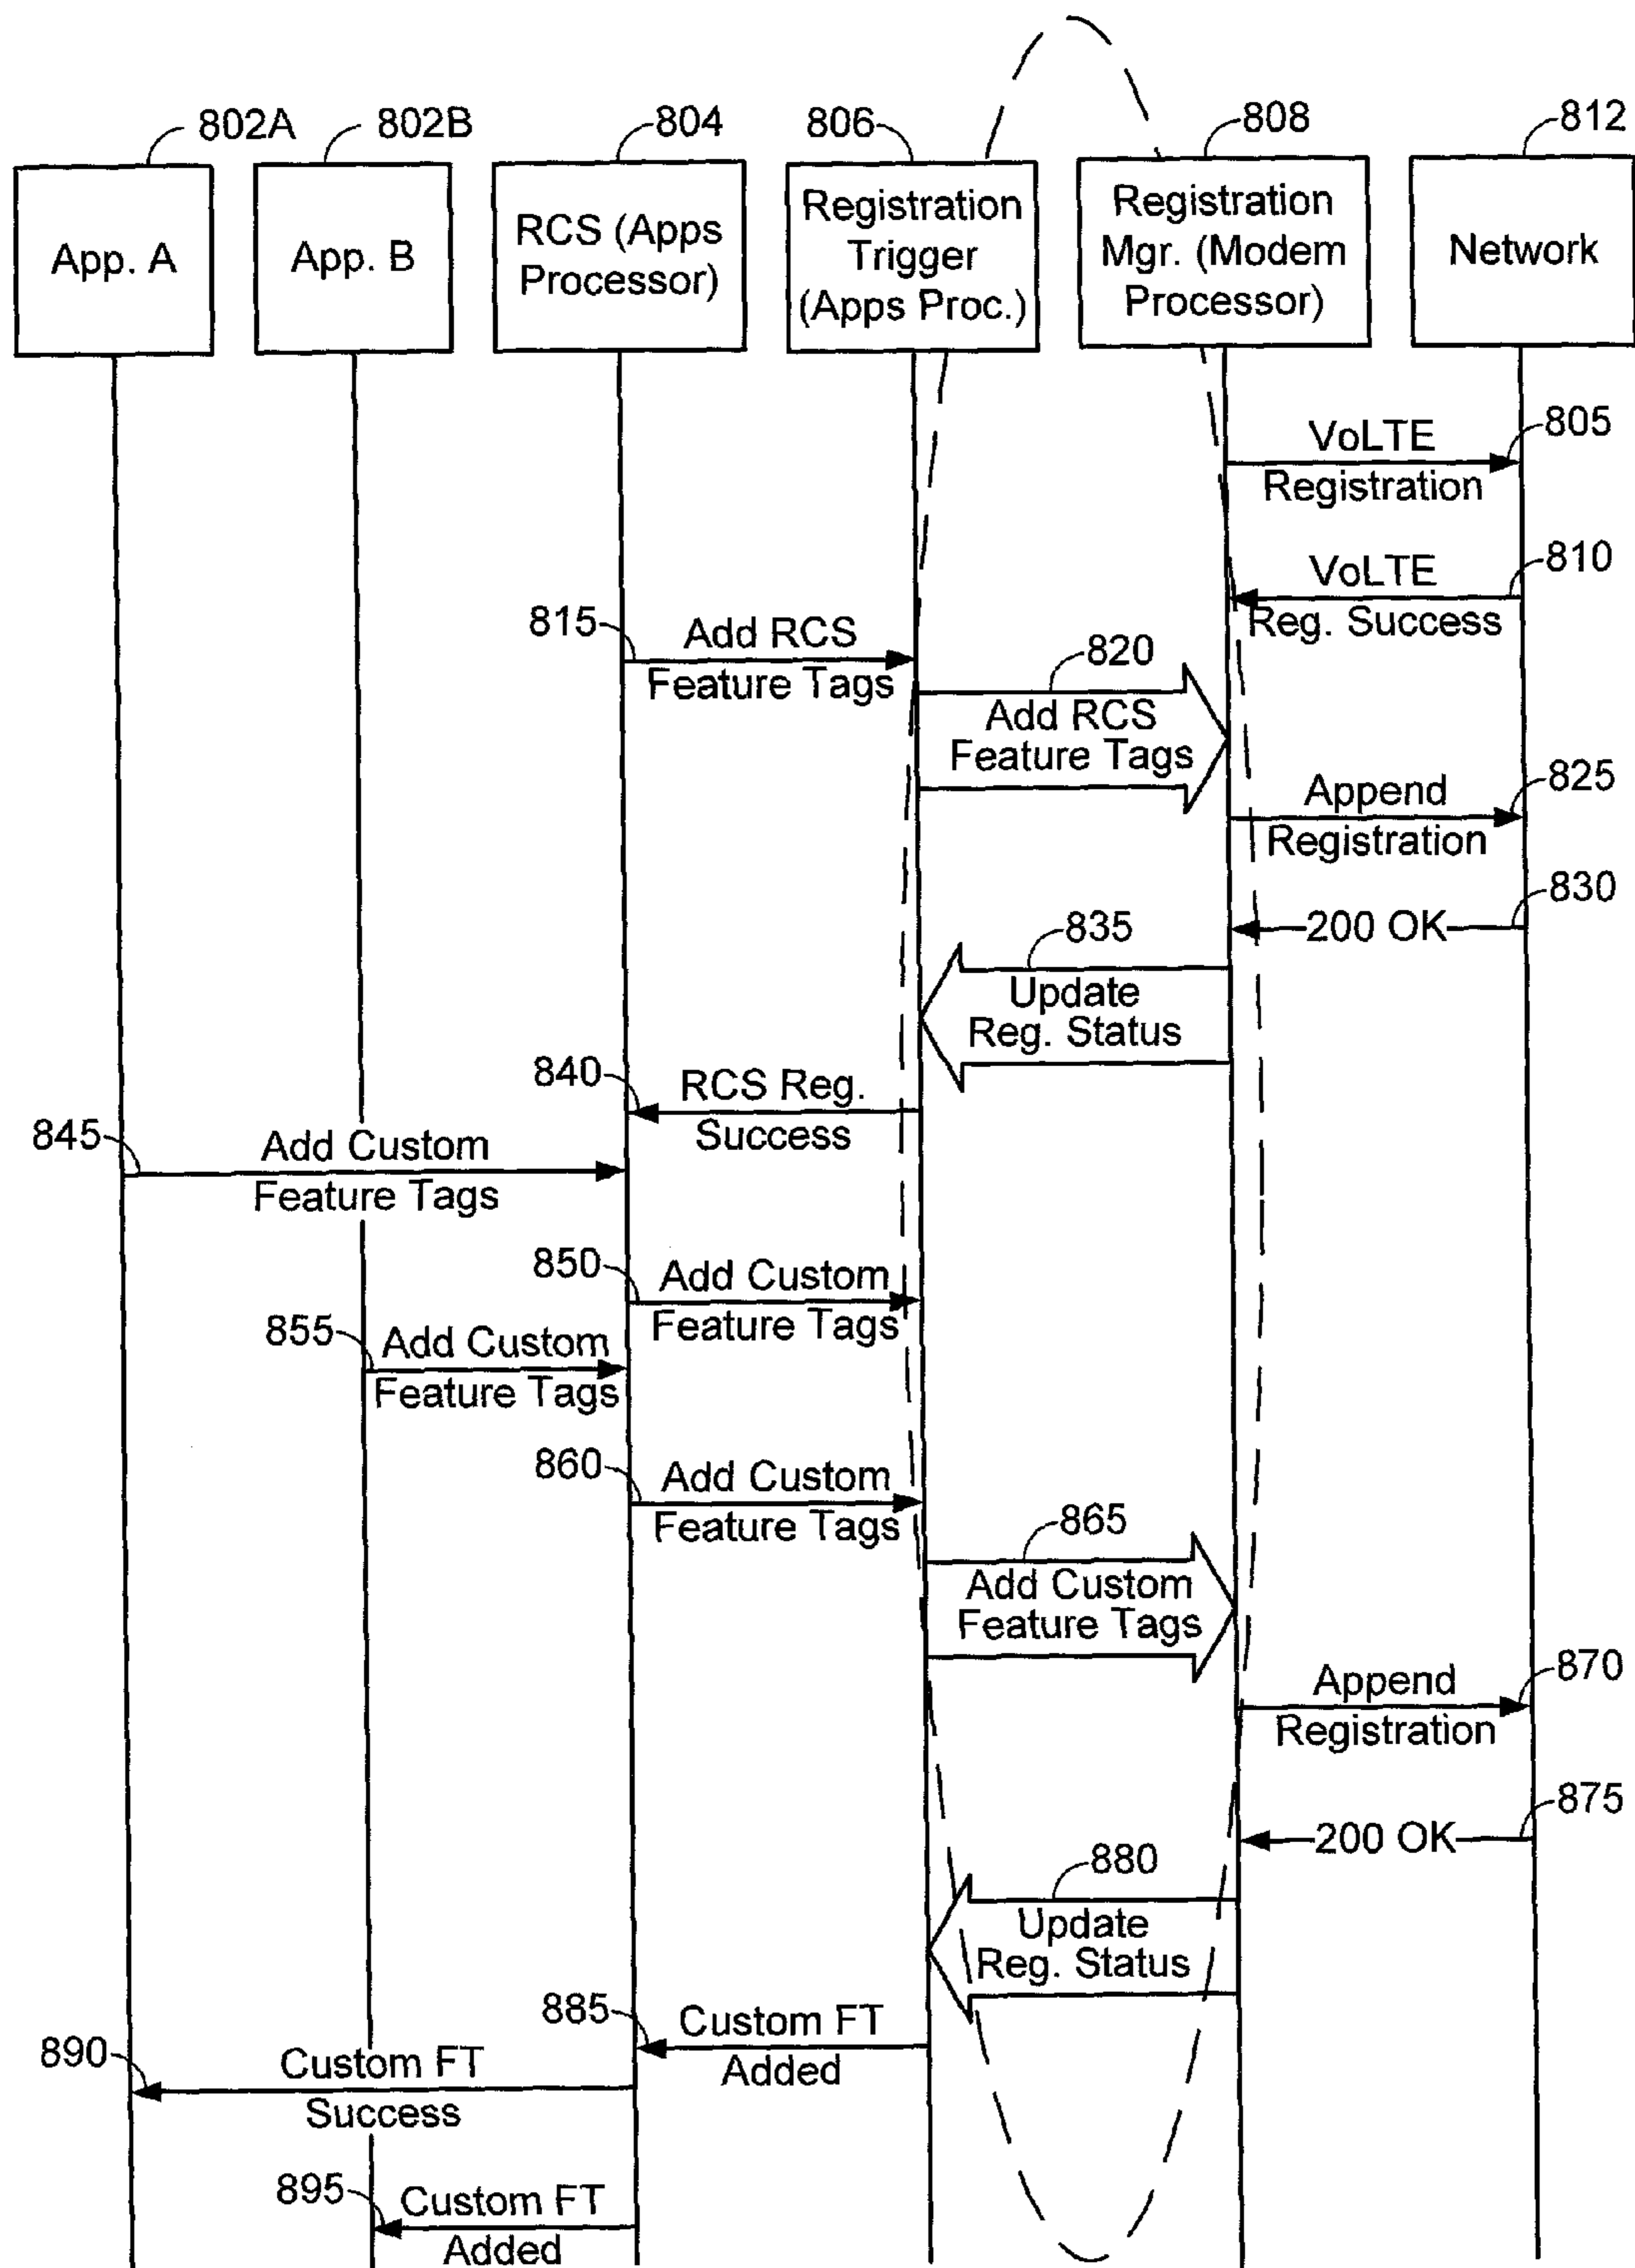 802A
802B
804
806
808
812
App. A
App. B
RCS (Apps
Processor)
Registration
Trigger
(Apps Proc.)
Registration
Mgr. (Modem
Processor)
Network
805
VoLTE
Registration
810
VoLTE
Reg. Success
815
Add RCS
Feature Tags
820
Add RCS
Feature Tags
825
Append
Registration
830
200 OK
835
Update
Reg. Status
840
RCS Reg.
Success
845
Add Custom
Feature Tags
850
Add Custom
Feature Tags
855
Add Custom
Feature Tags
860
Add Custom
Feature Tags
865
Add Custom
Feature Tags
870
Append
Registration
875
200 OK
880
Update
Reg. Status
885
Custom FT
Added
890
Custom FT
Success
895
Custom FT
Added